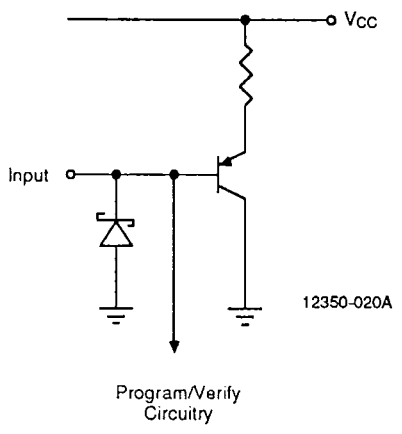 VCC
Input
12350-020A
Program/Verify
Circuitry